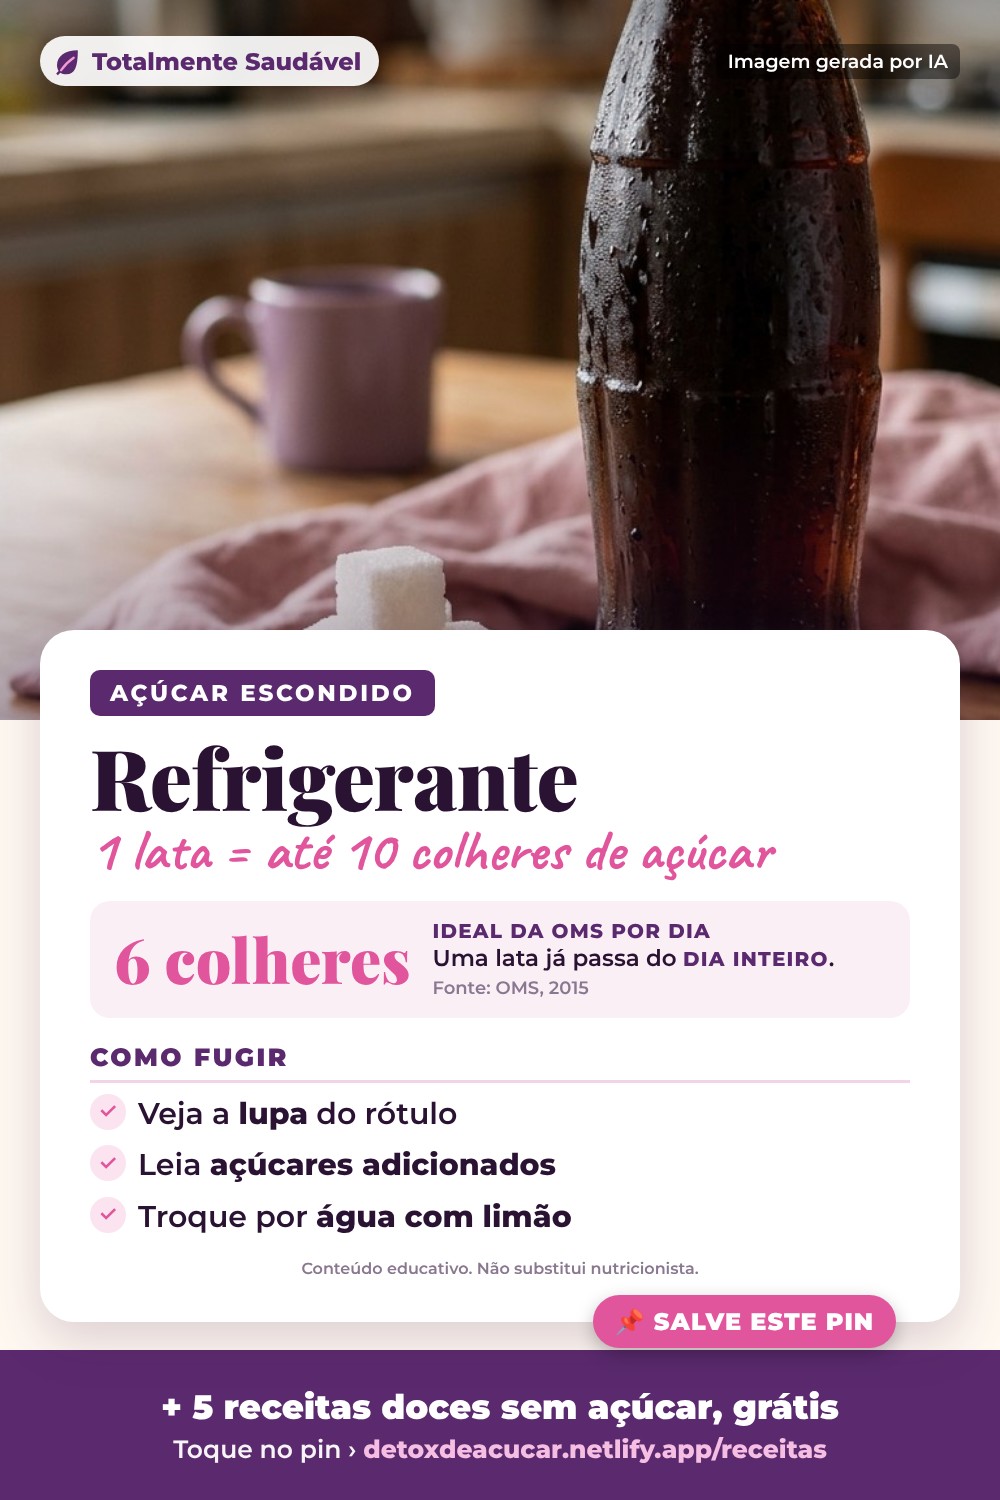 Totalmente Saudável
Imagem gerada por IA
AÇÚCAR ESCONDIDO
Refrigerante
1 lata = até 10 colheres de açúcar
6 colheres
IDEAL DA OMS POR DIA
Uma lata já passa do DIA INTEIRO.
Fonte: OMS, 2015
COMO FUGIR
Veja a lupa do rótulo
Leia açúcares adicionados
Troque por água com limão
Conteúdo educativo. Não substitui nutricionista.
📌 SALVE ESTE PIN
+ 5 receitas doces sem açúcar, grátis
Toque no pin › detoxdeacucar.netlify.app/receitas